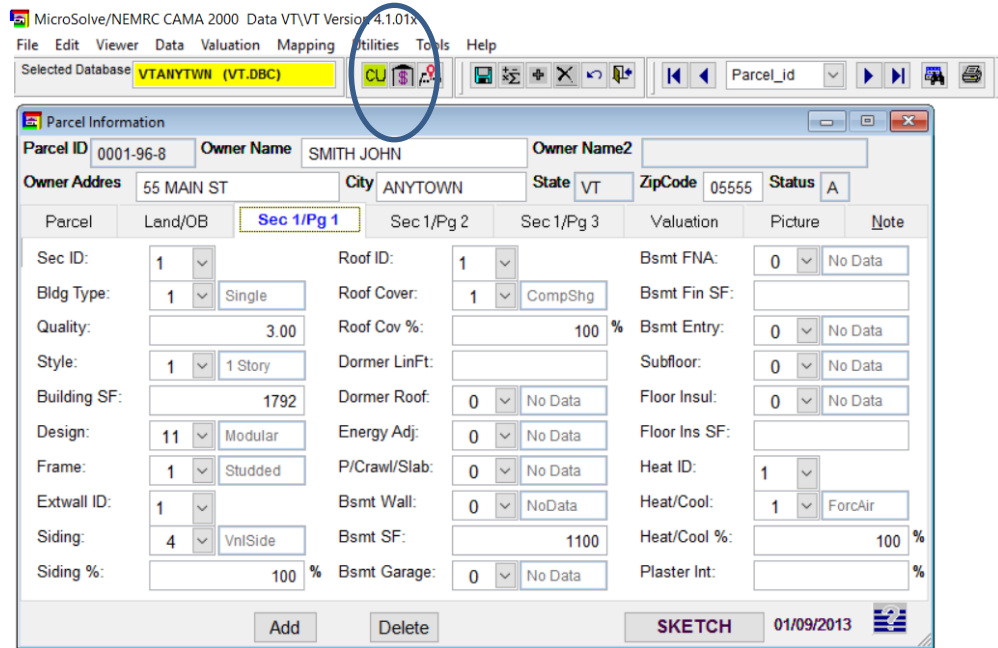 MicroSolve/NEMRC CAMA 2000 Data VT\VT Version 4.1.01x
File Edit Viewer Data Valuation Mapping Utilities Tools Help
Selected Database VTANYTWN (VT.DBC) CU $ Parcel_id
Parcel Information
Parcel ID 0001-96-8 Owner Name SMITH JOHN Owner Name2
Owner Addres 55 MAIN ST City ANYTOWN State VT ZipCode 05555 Status A
Parcel Land/OB Sec 1/Pg 1 Sec 1/Pg 2 Sec 1/Pg 3 Valuation Picture Note
Sec ID: 1 Roof ID: 1 Bsmt FNA: 0 No Data
Bldg Type: 1 Single Roof Cover: 1 CompShg Bsmt Fin SF:
Quality: 3.00 Roof Cov %: 100 % Bsmt Entry: 0 No Data
Style: 1 1 Story Dormer LinFt: Subfloor: 0 No Data
Building SF: 1792 Dormer Roof: 0 No Data Floor Insul: 0 No Data
Design: 11 Modular Energy Adj: 0 No Data Floor Ins SF:
Frame: 1 Studded P/Crawl/Slab: 0 No Data Heat ID: 1
Extwall ID: 1 Bsmt Wall: 0 NoData Heat/Cool: 1 ForcAir
Siding: 4 VnlSide Bsmt SF: 1100 Heat/Cool %: 100 %
Siding %: 100 % Bsmt Garage: 0 No Data Plaster Int: %
Add Delete SKETCH 01/09/2013 ?